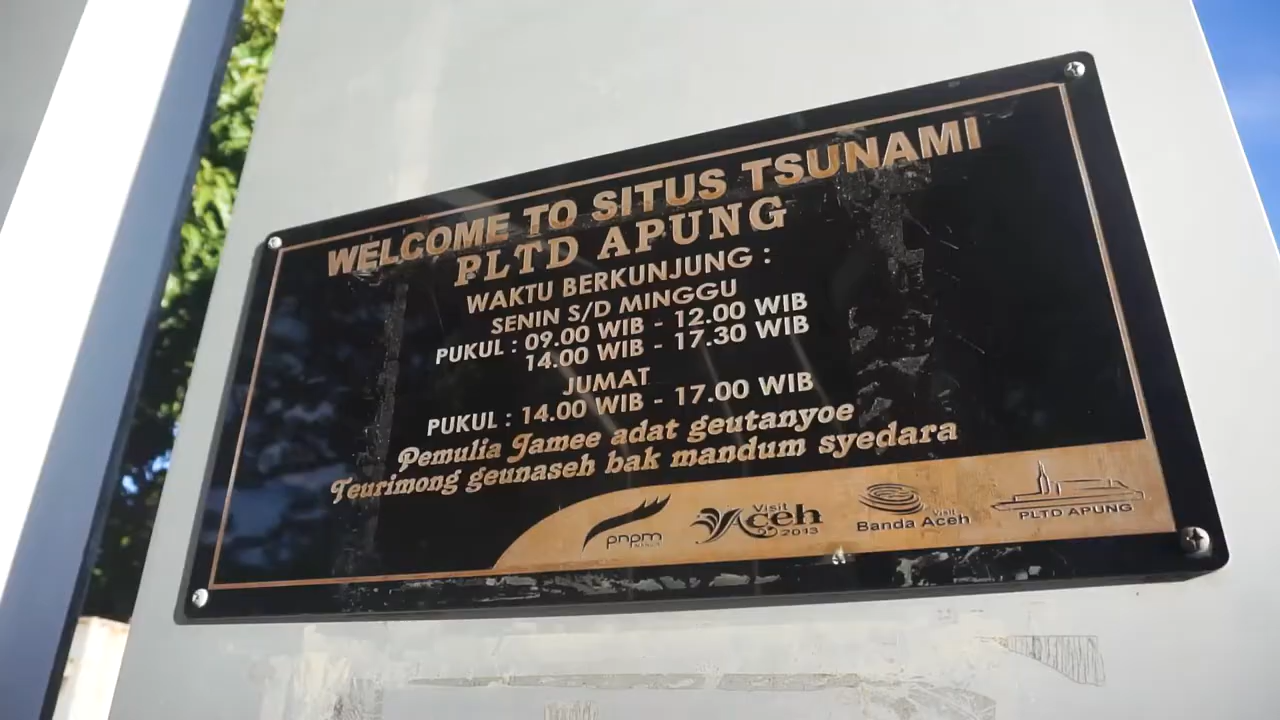 WELCOME TO SITUS TSUNAMI
PLTD APUNG
WAKTU BERKUNJUNG :
SENIN S/D MINGGU
PUKUL : 09.00 WIB - 12.00 WIB
14.00 WIB - 17.30 WIB
JUMAT
PUKUL : 14.00 WIB - 17.00 WIB
Pemulia Jamee adat geutanyoe
Teurimong geunaseh bak mandum syedara
pnpm
Visit
Aceh
2013
Visit
Banda Aceh
PLTD APUNG